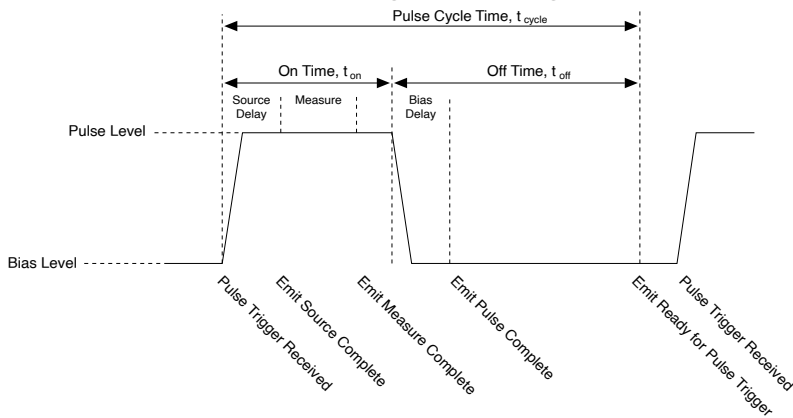 Pulse Cycle Time, t cycle
On Time, t on
Off Time, t off
Source
Delay
Measure
Bias
Delay
Pulse Level
Bias Level
Pulse Trigger Received
Emit Source Complete
Emit Measure Complete
Emit Pulse Complete
Emit Ready for Pulse Trigger
Pulse Trigger Received